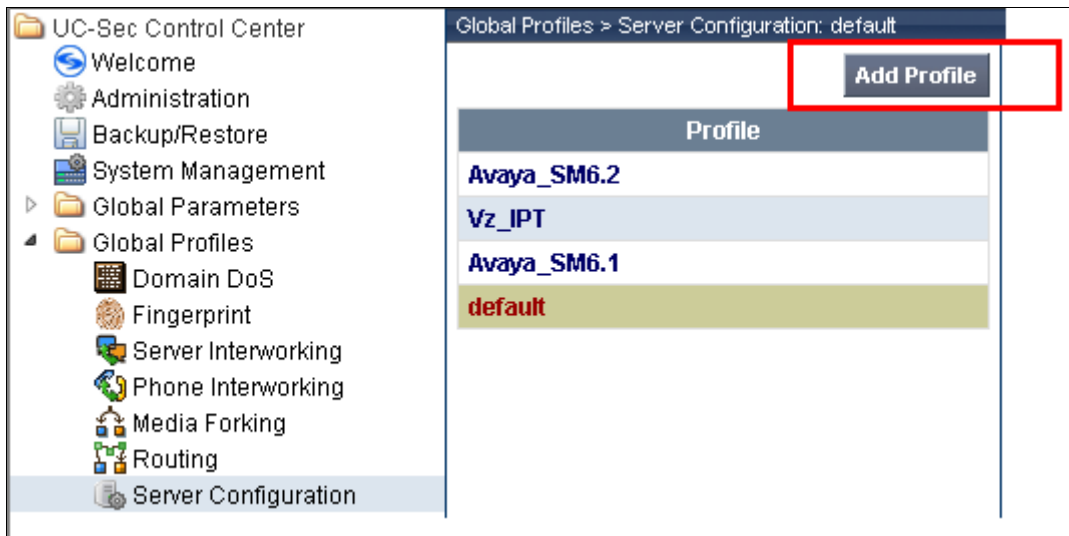 UC-Sec Control Center
Welcome
Administration
Backup/Restore
System Management
Global Parameters
Global Profiles
Domain DoS
Fingerprint
Server Interworking
Phone Interworking
Media Forking
Routing
Server Configuration
Global Profiles > Server Configuration: default
Add Profile
Profile
Avaya_SM6.2
Vz_IPT
Avaya_SM6.1
default